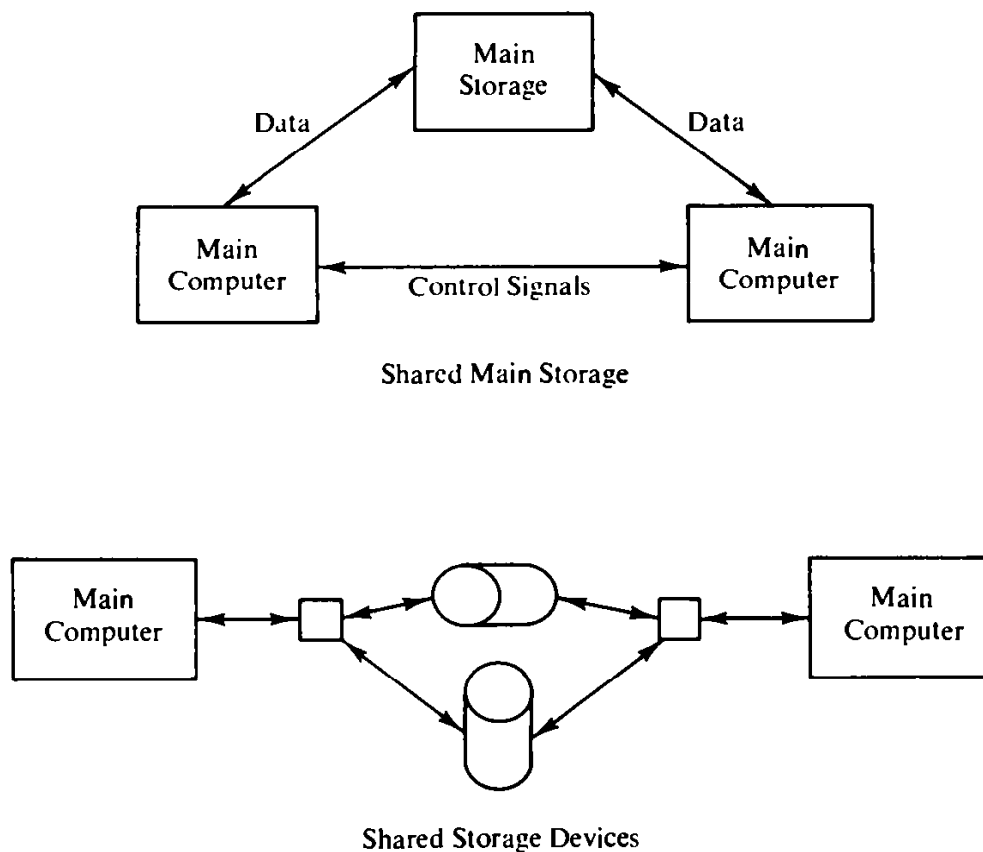 Main
Storage
Data
Data
Main
Computer
Main
Computer
Control Signals
Shared Main Storage
Main
Computer
Main
Computer
Shared Storage Devices